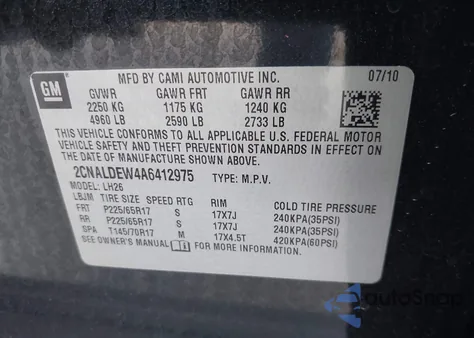 GM
MFD BY CAMI AUTOMOTIVE INC. 07/10
GVWR GAWR FRT GAWR RR
2250 KG 1175 KG 1240 KG
4960 LB 2590 LB 2733 LB
THIS VEHICLE CONFORMS TO ALL APPLICABLE U.S. FEDERAL MOTOR
VEHICLE SAFETY, BUMPER, AND THEFT PREVENTION STANDARDS IN EFFECT ON THE
DATE OF MANUFACTURE SHOWN ABOVE.
2CNALDEW4A6412975 TYPE: M.P.V.
MODEL: LH26
LBJM TIRE SIZE SPEED RTG RIM COLD TIRE PRESSURE
FRT P225/65R17 S 17X7J 240KPA(35PSI)
RR P225/65R17 S 17X7J 240KPA(35PSI)
SPA T145/70R17 M 17X4.5T 420KPA(60PSI)
SEE OWNER'S MANUAL FOR ADDITIONAL INFORMATION.
autoSnap